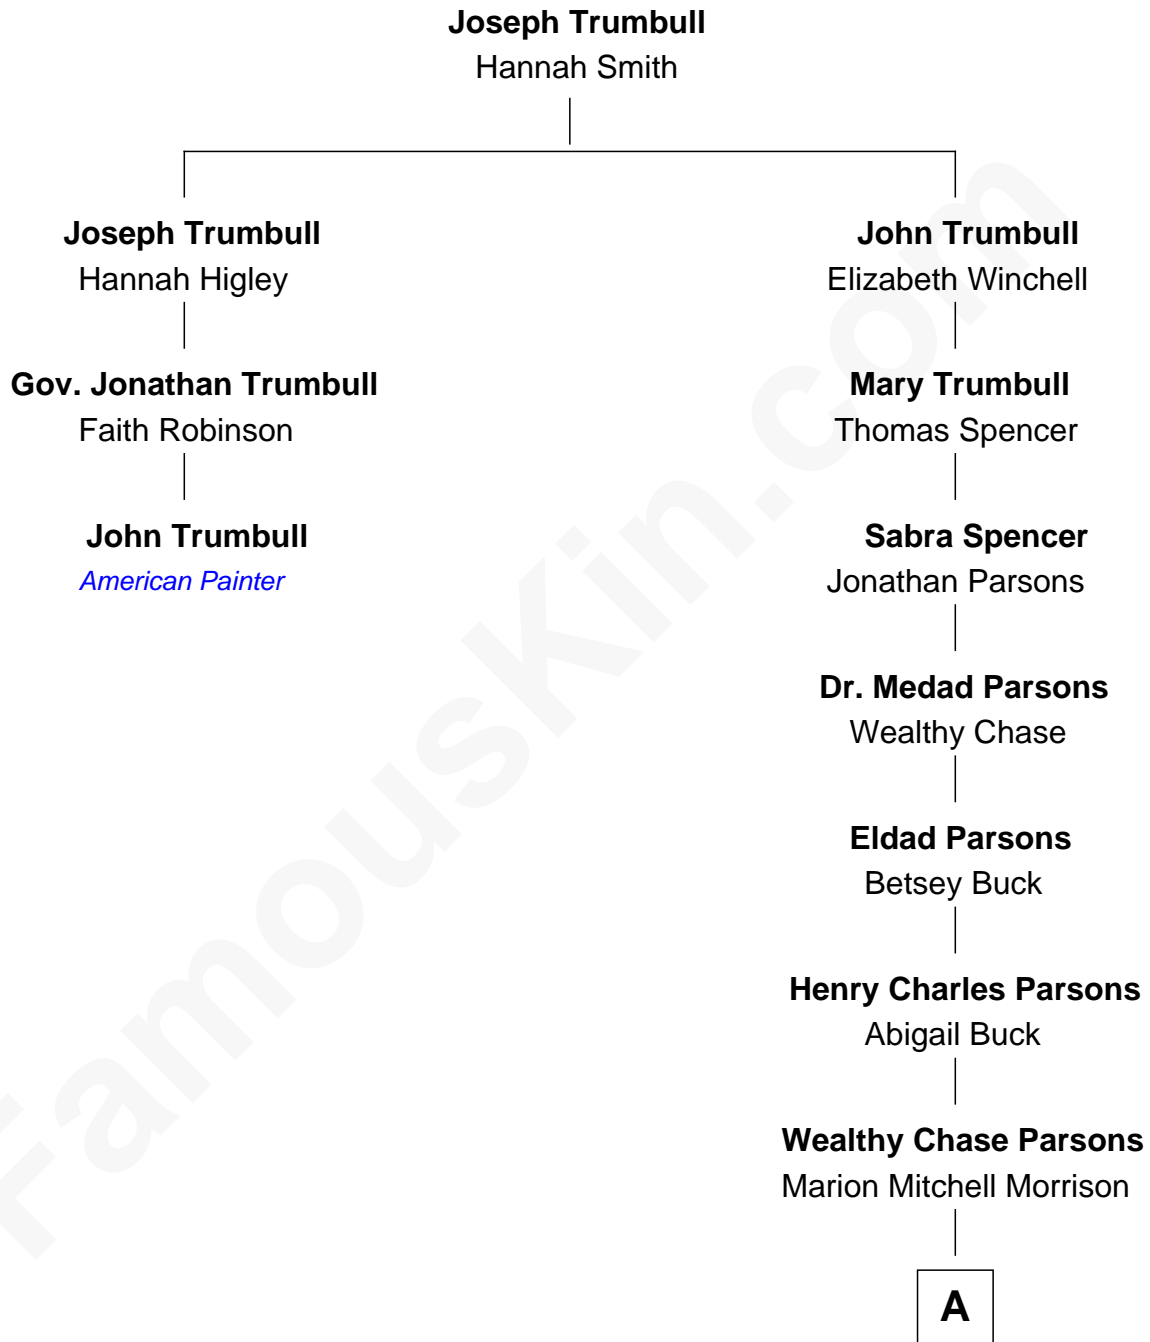 Joseph Trumbull
Hannah Smith
Joseph Trumbull
Hannah Higley
John Trumbull
Elizabeth Winchell
Gov. Jonathan Trumbull
Faith Robinson
Mary Trumbull
Thomas Spencer
John Trumbull
American Painter
Sabra Spencer
Jonathan Parsons
Dr. Medad Parsons
Wealthy Chase
Eldad Parsons
Betsey Buck
Henry Charles Parsons
Abigail Buck
Wealthy Chase Parsons
Marion Mitchell Morrison
A
FamousKin.com